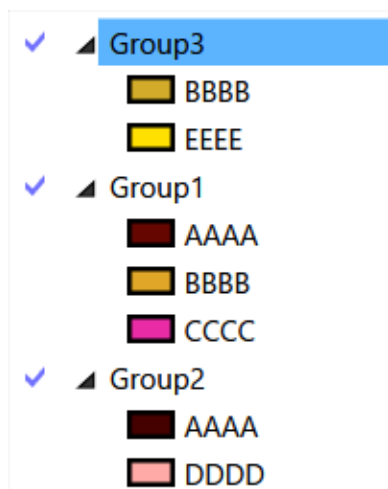 Group3
BBBB
EEEE
Group1
AAAA
BBBB
CCCC
Group2
AAAA
DDDD